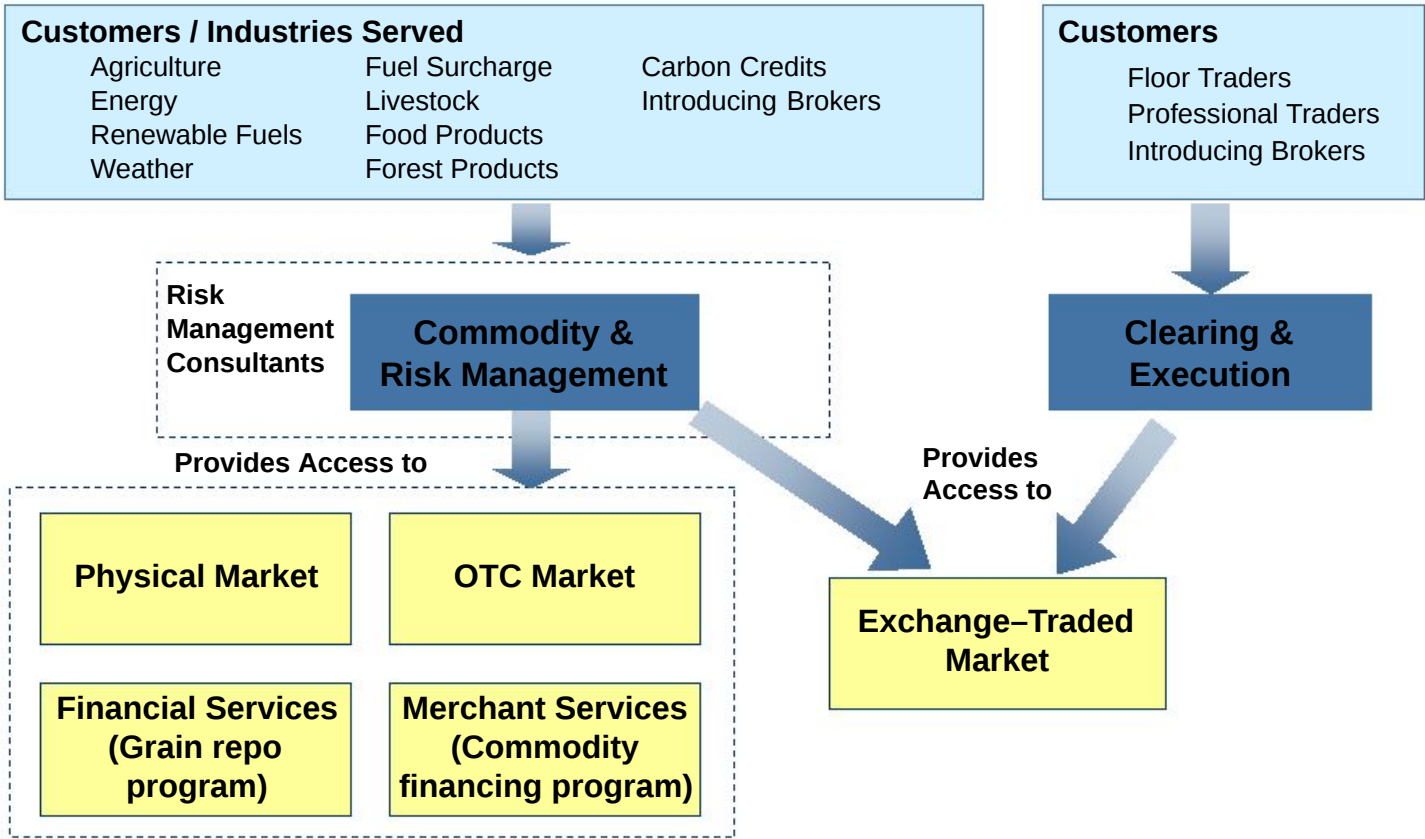 Customers / Industries Served
Agriculture
Energy
Renewable Fuels
Weather
Fuel Surcharge
Livestock
Food Products
Forest Products
Carbon Credits
Introducing Brokers
Customers
Floor Traders
Professional Traders
Introducing Brokers
Risk
Management
Consultants
Commodity &
Risk Management
Clearing &
Execution
Provides Access to
Provides
Access to
Physical Market
OTC Market
Financial Services
(Grain repo
program)
Merchant Services
(Commodity
financing program)
Exchange–Traded
Market